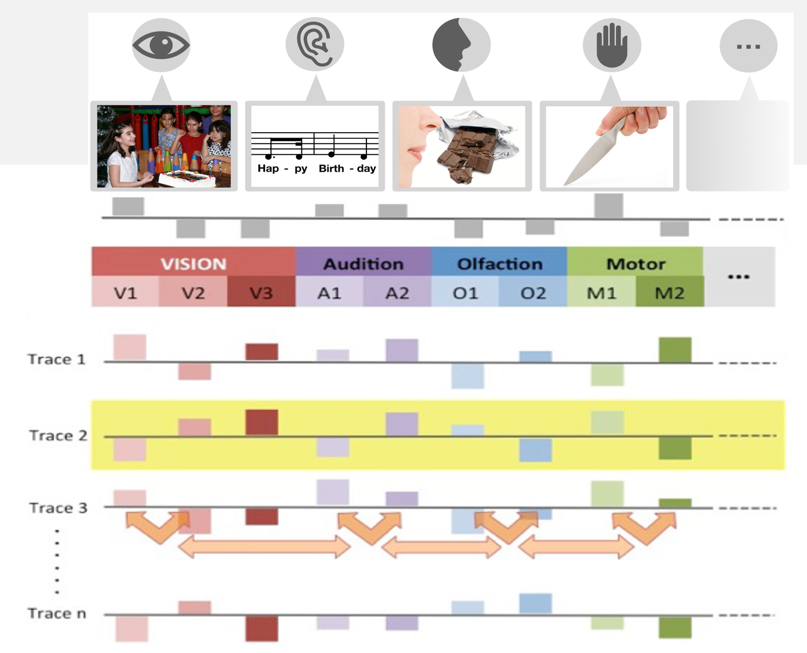 ...
Hap - py Birth - day
VISION Audition Olfaction Motor ...
V1 V2 V3 A1 A2 O1 O2 M1 M2
Trace 1
Trace 2
Trace 3
Trace n